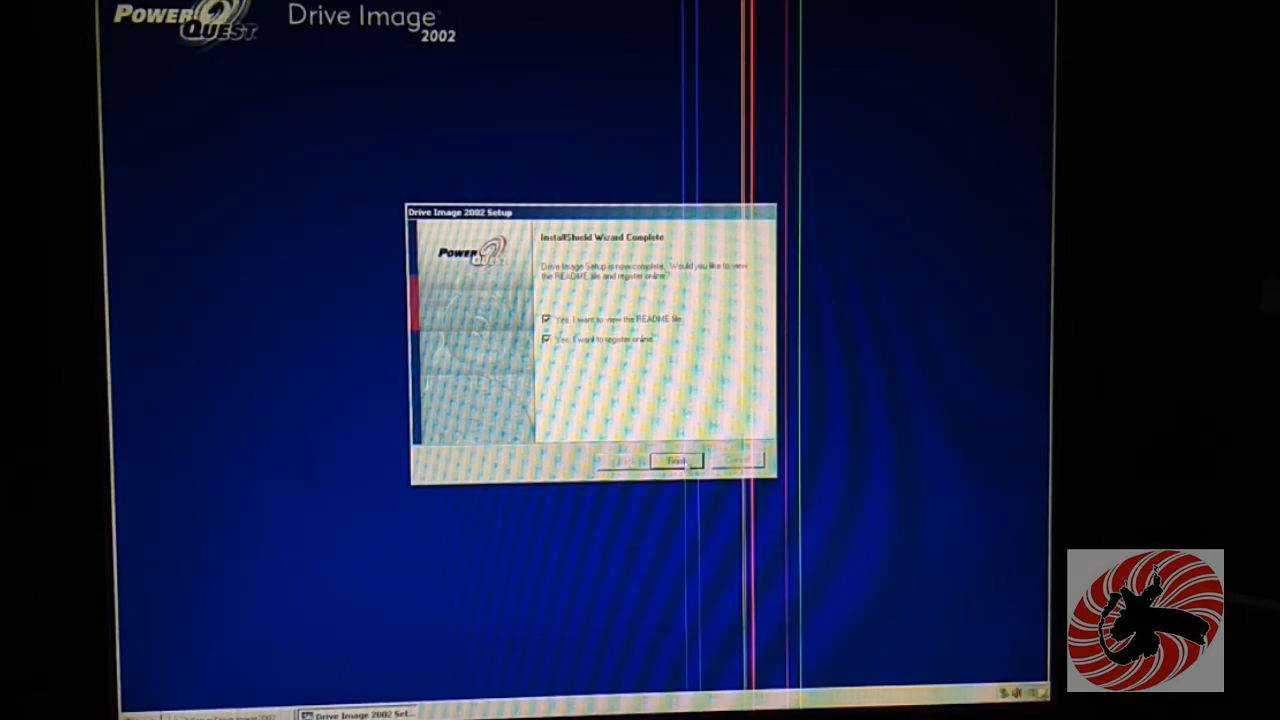 POWERQUEST
Drive Image
2002
Drive Image 2002 Setup
POWERQUEST
InstallShield Wizard Complete
Drive Image Setup is now complete. Would you like to view
the README file and register online?
Yes, I want to view the README file.
Yes, I want to register online.
Finish
Cancel
Drive Image 2002 Set...